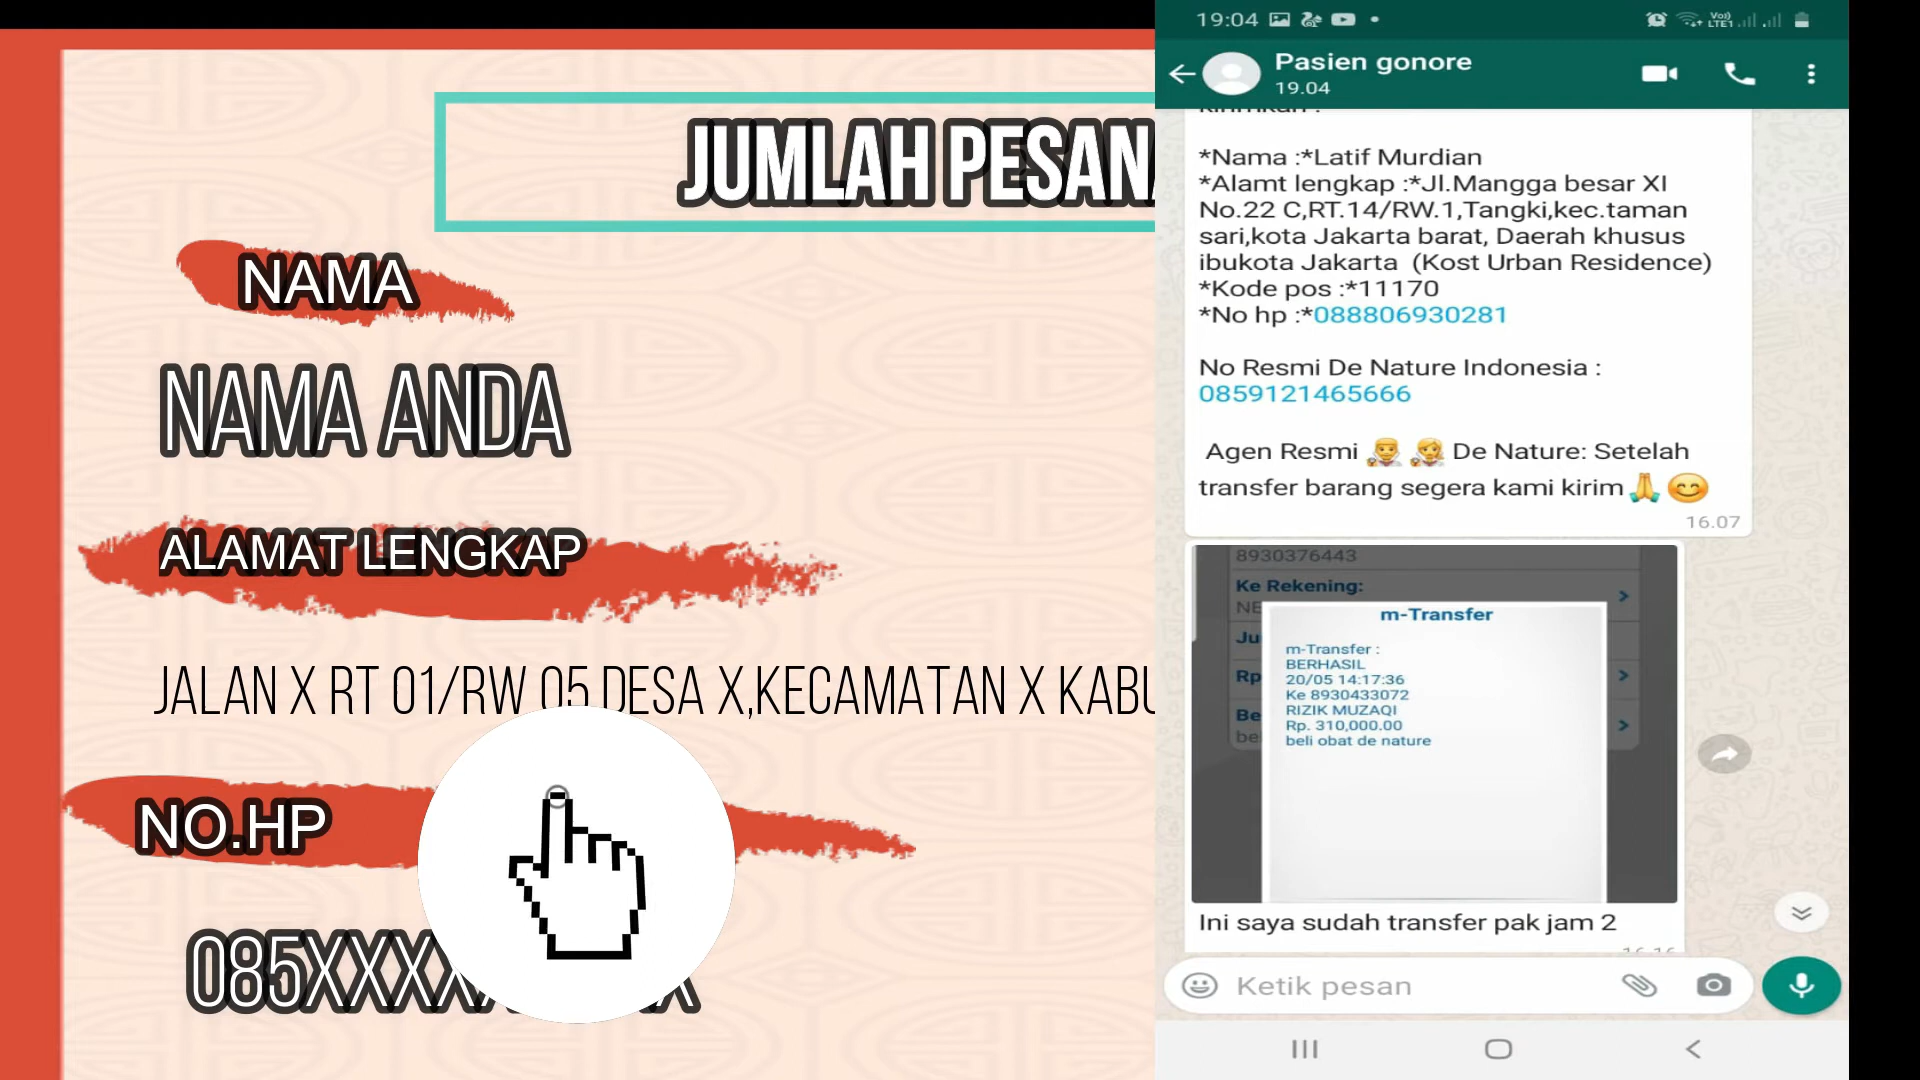 JUMLAH PESAN
NAMA
NAMA ANDA
ALAMAT LENGKAP
JALAN X RT 01/RW 05 DESA X,KECAMATAN X KABU
NO.HP
19:04
Pasien gonore
19.04
*Nama :*Latif Murdian
*Alamt lengkap :*Jl.Mangga besar XI
No.22 C,RT.14/RW.1,Tangki,kec.taman
sari,kota Jakarta barat, Daerah khusus
ibukota Jakarta (Kost Urban Residence)
*Kode pos :*11170
*No hp :*088806930281
No Resmi De Nature Indonesia :
0859121465666
Agen Resmi 👨‍⚕️ 👩‍⚕️ De Nature: Setelah
transfer barang segera kami kirim🙏😊
16.07
8930376443
Ke Rekening:
m-Transfer
m-Transfer :
BERHASIL
20/05 14:17:36
Ke 8930433072
RIZIK MUZAQI
Rp. 310,000.00
beli obat de nature
Ju
Rp
Be
be
Ini saya sudah transfer pak jam 2
Ketik pesan